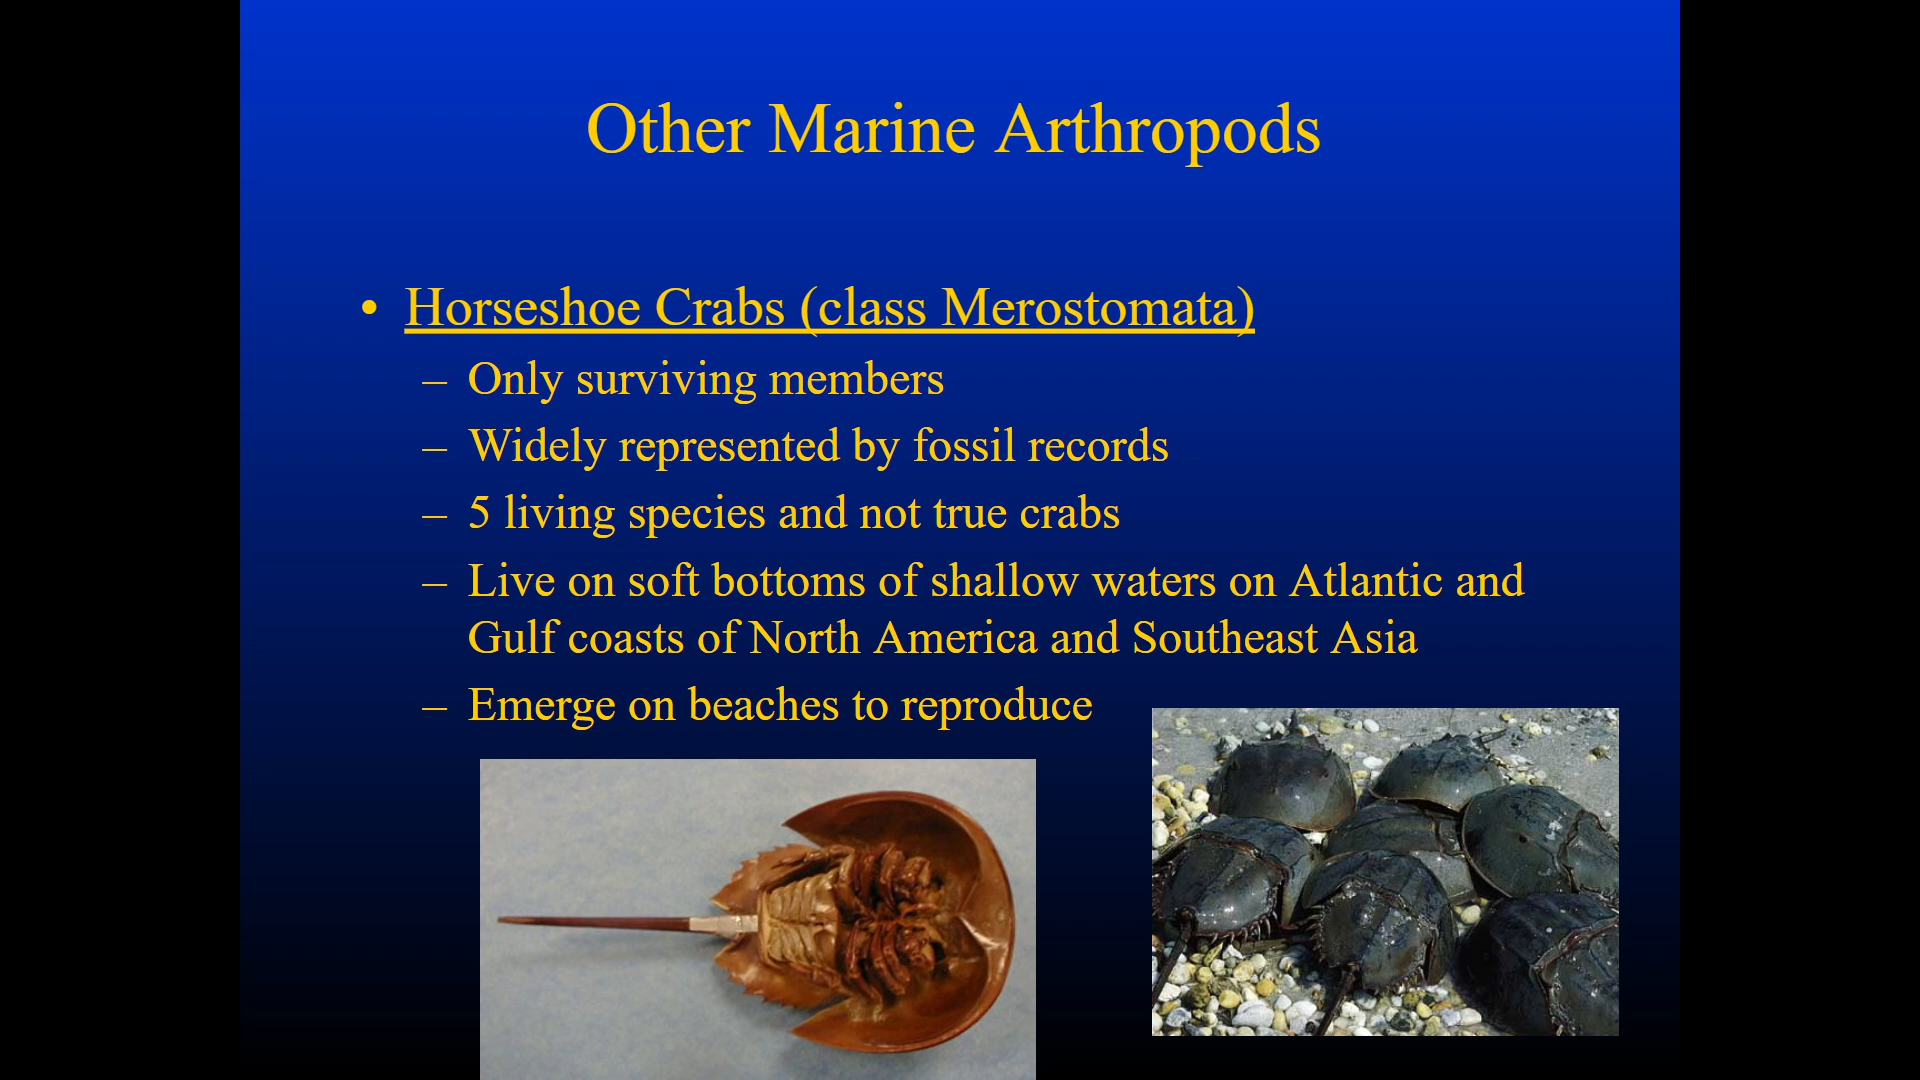 Other Marine Arthropods
• Horseshoe Crabs (class Merostomata)
– Only surviving members
– Widely represented by fossil records
– 5 living species and not true crabs
– Live on soft bottoms of shallow waters on Atlantic and
Gulf coasts of North America and Southeast Asia
– Emerge on beaches to reproduce